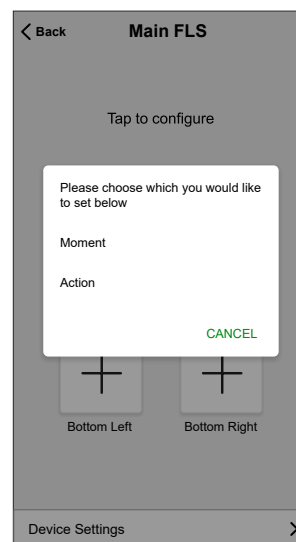 Back Main FLS
Tap to configure
Please choose which you would like
to set below
Moment
Action
CANCEL
Bottom Left Bottom Right
Device Settings